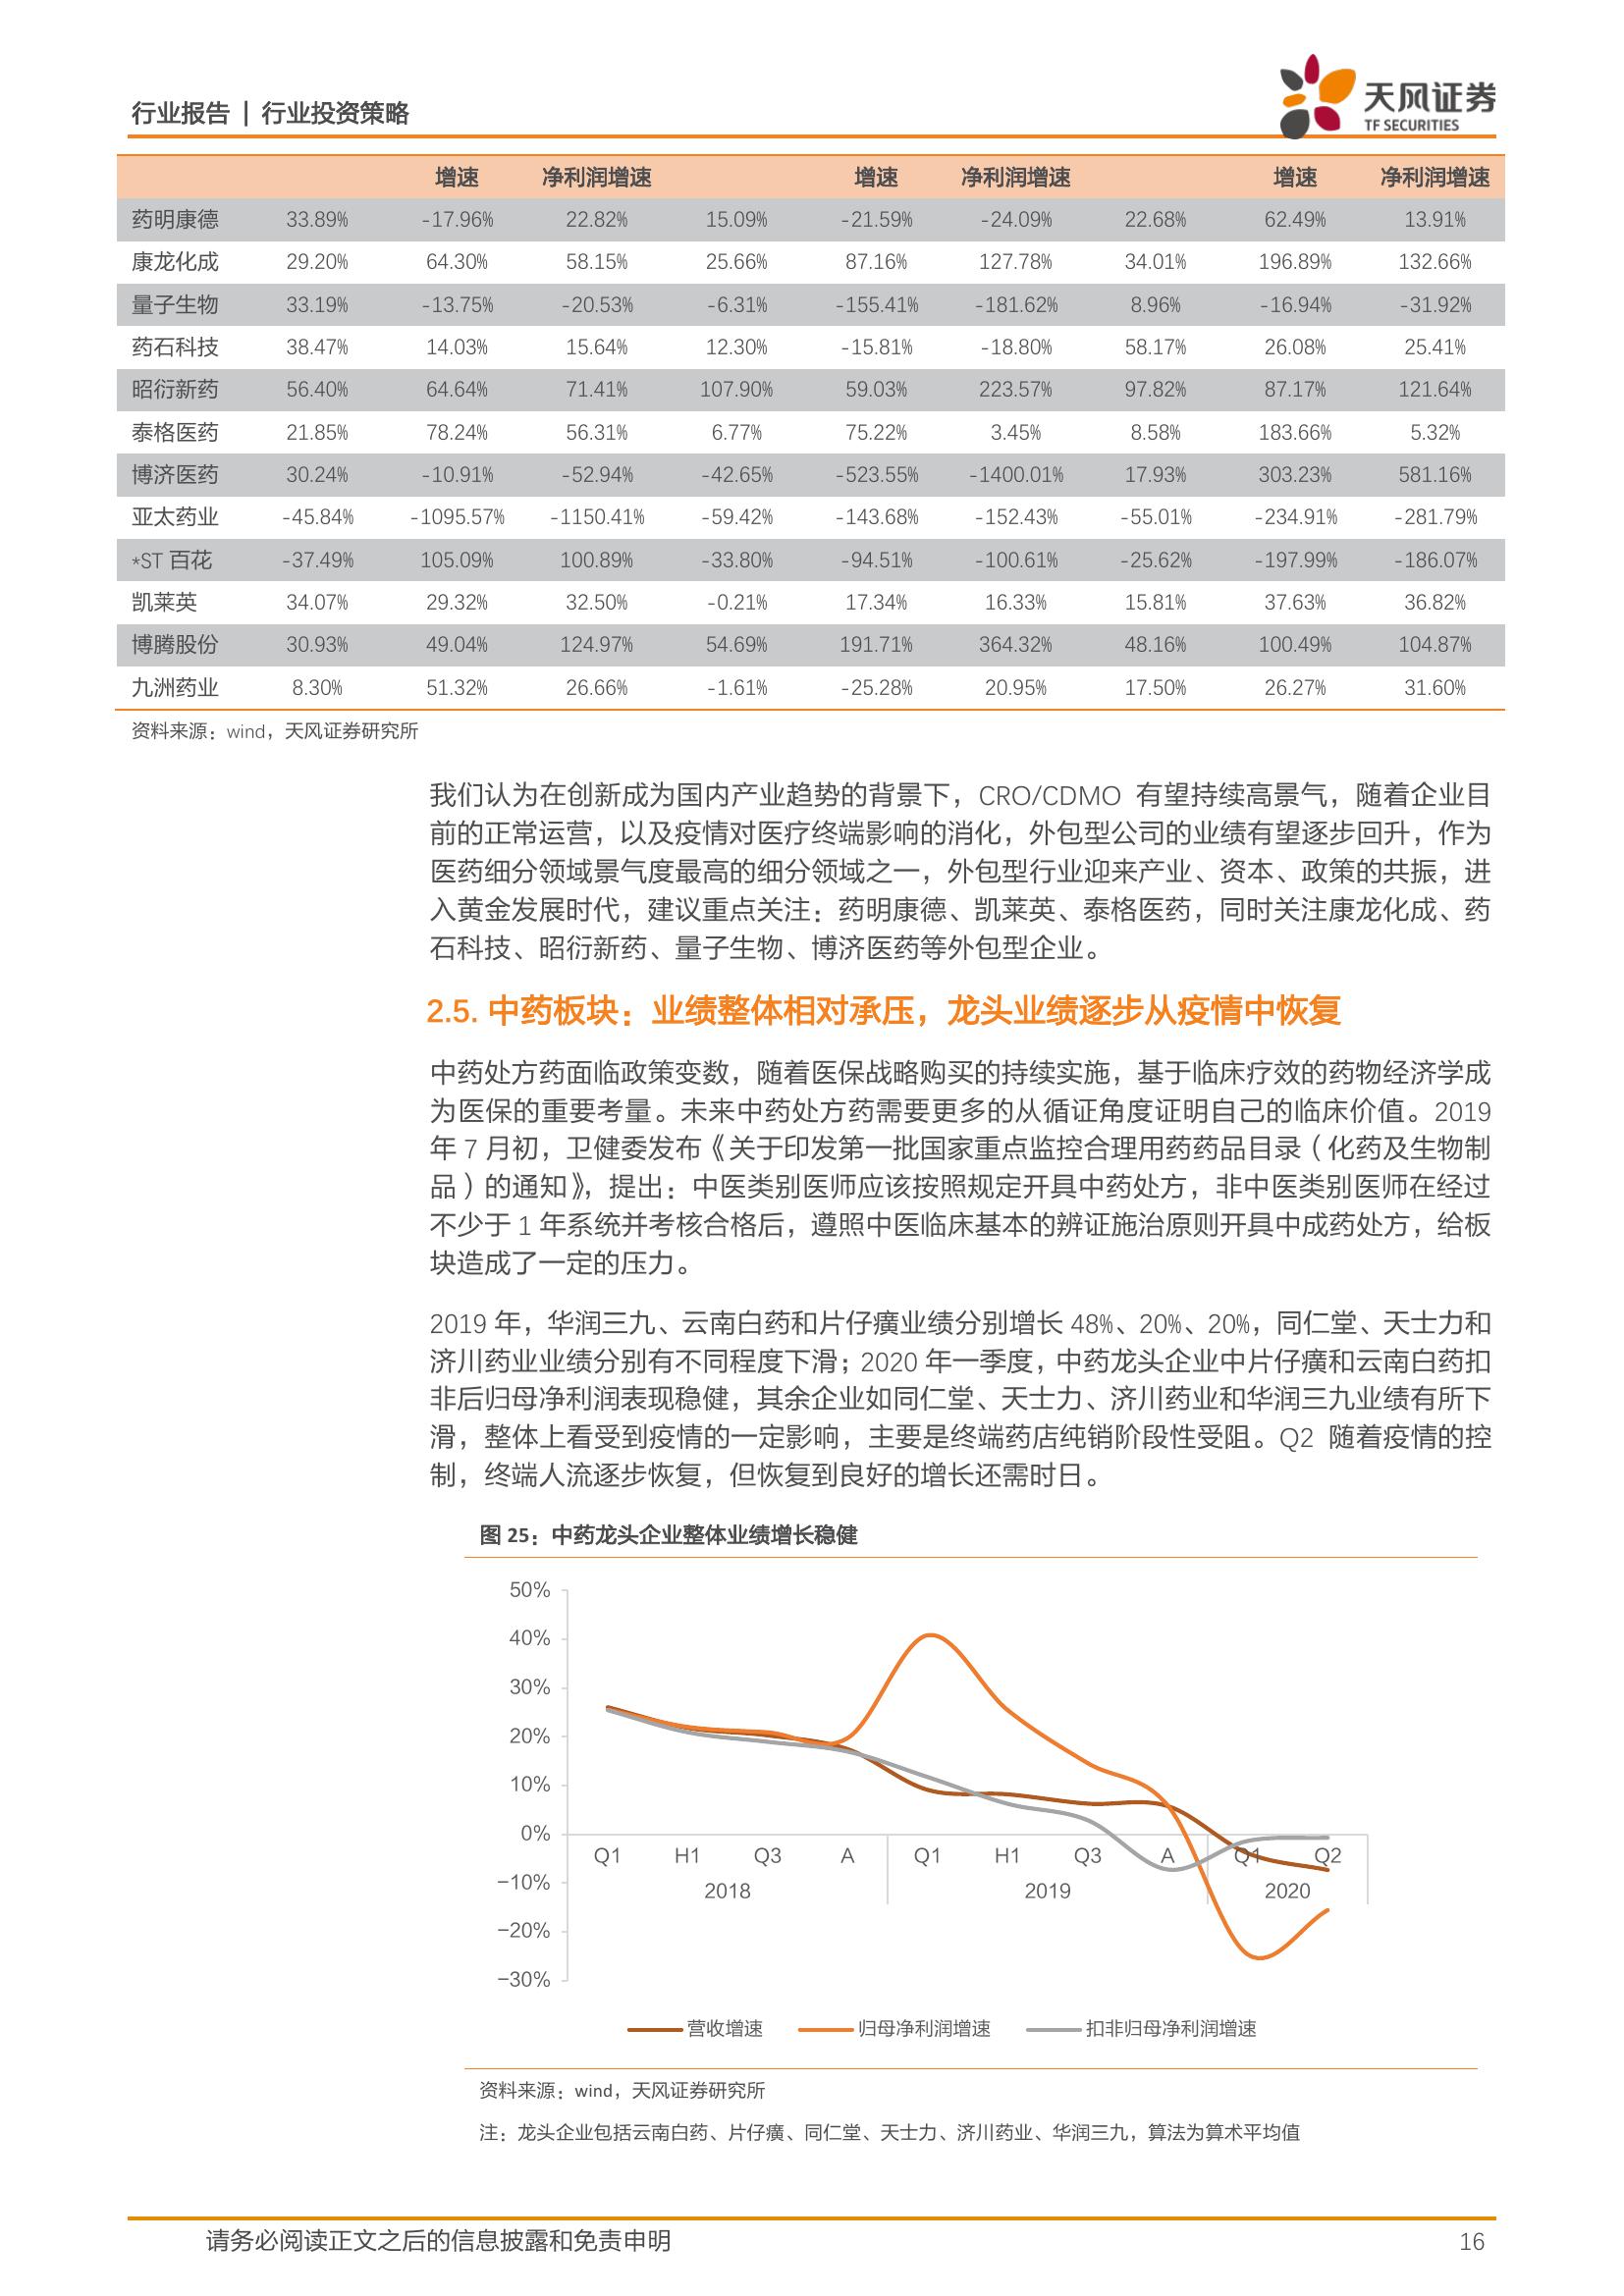 行业报告 | 行业投资策略
天风证券
TF SECURITIES
增速 净利润增速 增速 净利润增速 增速 净利润增速
药明康德 33.89% -17.96% 22.82% 15.09% -21.59% -24.09% 22.68% 62.49% 13.91%
康龙化成 29.20% 64.30% 58.15% 25.66% 87.16% 127.78% 34.01% 196.89% 132.66%
量子生物 33.19% -13.75% -20.53% -6.31% -155.41% -181.62% 8.96% -16.94% -31.92%
药石科技 38.47% 14.03% 15.64% 12.30% -15.81% -18.80% 58.17% 26.08% 25.41%
昭衍新药 56.40% 64.64% 71.41% 107.90% 59.03% 223.57% 97.82% 87.17% 121.64%
泰格医药 21.85% 78.24% 56.31% 6.77% 75.22% 3.45% 8.58% 183.66% 5.32%
博济医药 30.24% -10.91% -52.94% -42.65% -523.55% -1400.01% 17.93% 303.23% 581.16%
亚太药业 -45.84% -1095.57% -1150.41% -59.42% -143.68% -152.43% -55.01% -234.91% -281.79%
*ST 百花 -37.49% 105.09% 100.89% -33.80% -94.51% -100.61% -25.62% -197.99% -186.07%
凯莱英 34.07% 29.32% 32.50% -0.21% 17.34% 16.33% 15.81% 37.63% 36.82%
博腾股份 30.93% 49.04% 124.97% 54.69% 191.71% 364.32% 48.16% 100.49% 104.87%
九洲药业 8.30% 51.32% 26.66% -1.61% -25.28% 20.95% 17.50% 26.27% 31.60%
资料来源：wind，天风证券研究所
我们认为在创新成为国内产业趋势的背景下，CRO/CDMO 有望持续高景气，随着企业目
前的正常运营，以及疫情对医疗终端影响的消化，外包型公司的业绩有望逐步回升，作为
医药细分领域景气度最高的细分领域之一，外包型行业迎来产业、资本、政策的共振，进
入黄金发展时代，建议重点关注：药明康德、凯莱英、泰格医药，同时关注康龙化成、药
石科技、昭衍新药、量子生物、博济医药等外包型企业。
2.5. 中药板块：业绩整体相对承压，龙头业绩逐步从疫情中恢复
中药处方药面临政策变数，随着医保战略购买的持续实施，基于临床疗效的药物经济学成
为医保的重要考量。未来中药处方药需要更多的从循证角度证明自己的临床价值。2019
年 7 月初，卫健委发布《关于印发第一批国家重点监控合理用药药品目录（化药及生物制
品）的通知》，提出：中医类别医师应该按照规定开具中药处方，非中医类别医师在经过
不少于 1 年系统并考核合格后，遵照中医临床基本的辨证施治原则开具中成药处方，给板
块造成了一定的压力。
2019 年，华润三九、云南白药和片仔癀业绩分别增长 48%、20%、20%，同仁堂、天士力和
济川药业业绩分别有不同程度下滑；2020 年一季度，中药龙头企业中片仔癀和云南白药扣
非后归母净利润表现稳健，其余企业如同仁堂、天士力、济川药业和华润三九业绩有所下
滑，整体上看受到疫情的一定影响，主要是终端药店纯销阶段性受阻。Q2 随着疫情的控
制，终端人流逐步恢复，但恢复到良好的增长还需时日。
图 25：中药龙头企业整体业绩增长稳健
50%
40%
30%
20%
10%
0%
Q1 H1 Q3 A Q1 H1 Q3 A Q1 Q2
−10%
2018 2019 2020
−20%
−30%
营收增速 归母净利润增速 扣非归母净利润增速
资料来源：wind，天风证券研究所
注：龙头企业包括云南白药、片仔癀、同仁堂、天士力、济川药业、华润三九，算法为算术平均值
请务必阅读正文之后的信息披露和免责申明 16